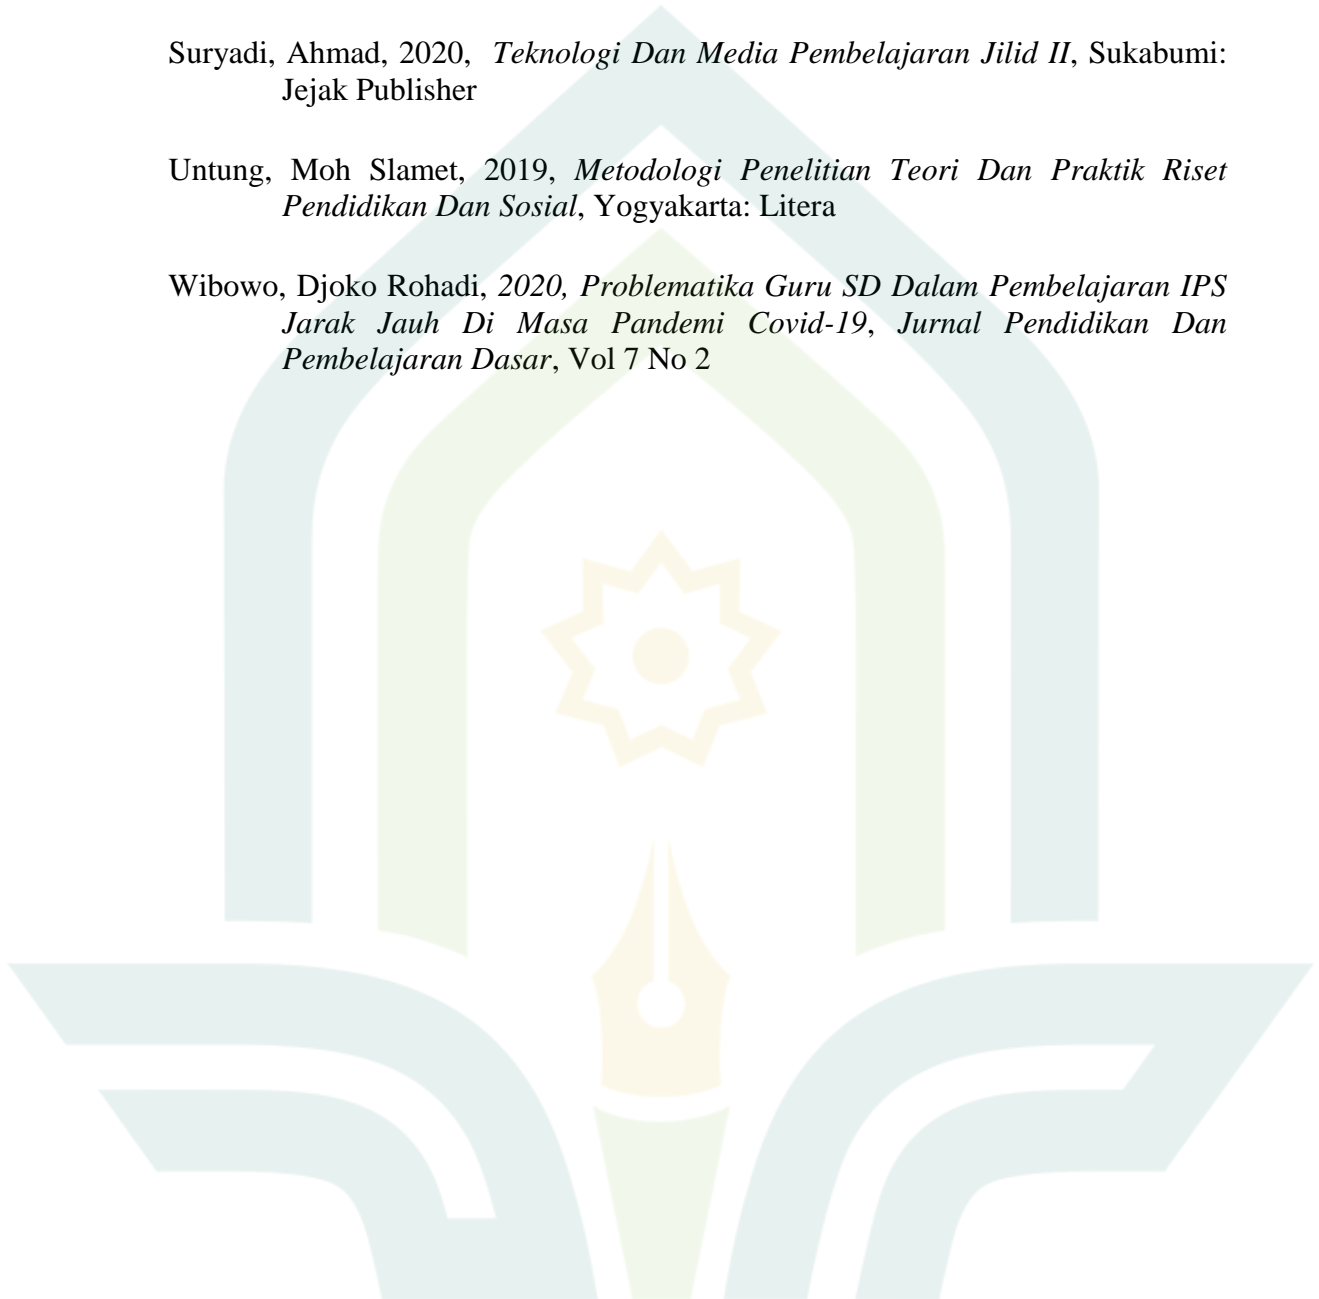 Suryadi, Ahmad, 2020, Teknologi Dan Media Pembelajaran Jilid II, Sukabumi:
Jejak Publisher
Untung, Moh Slamet, 2019, Metodologi Penelitian Teori Dan Praktik Riset
Pendidikan Dan Sosial, Yogyakarta: Litera
Wibowo, Djoko Rohadi, 2020, Problematika Guru SD Dalam Pembelajaran IPS
Jarak Jauh Di Masa Pandemi Covid-19, Jurnal Pendidikan Dan
Pembelajaran Dasar, Vol 7 No 2